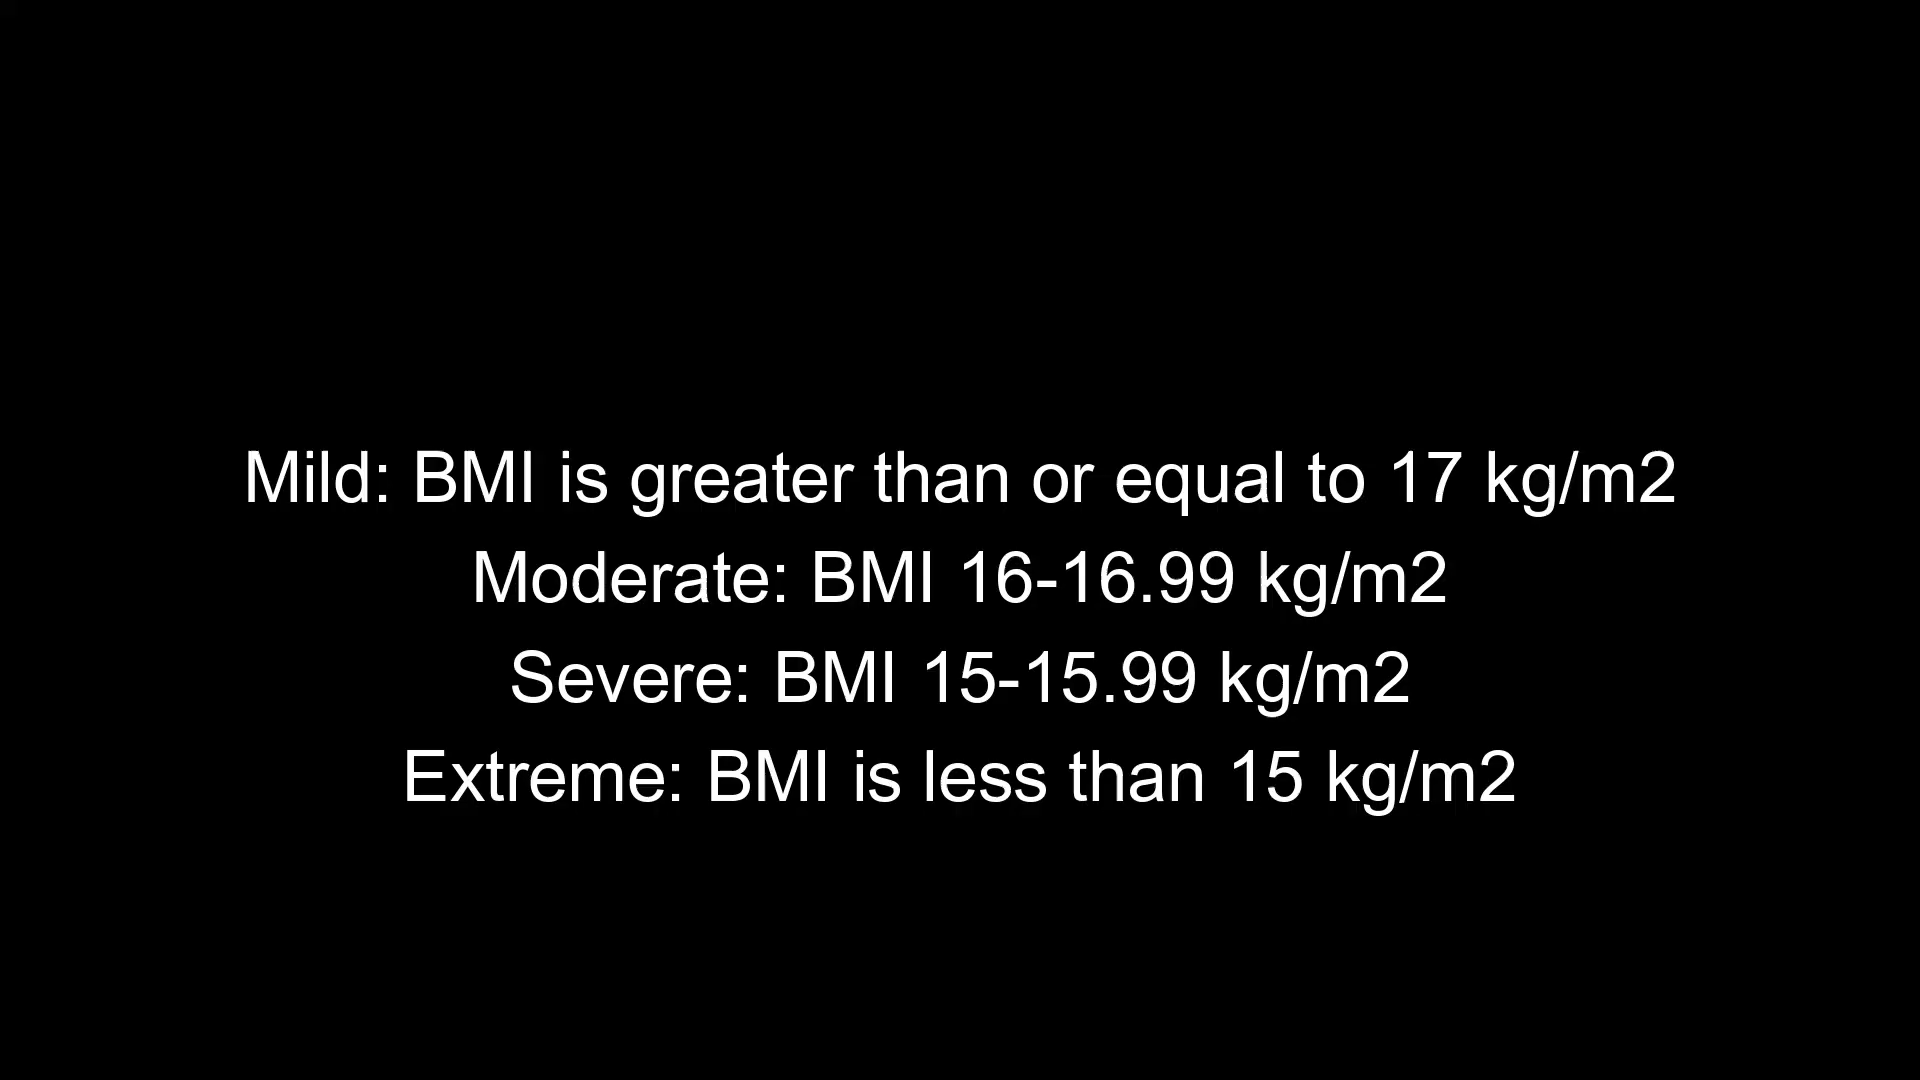 Mild: BMI is greater than or equal to 17 kg/m2
Moderate: BMI 16-16.99 kg/m2
Severe: BMI 15-15.99 kg/m2
Extreme: BMI is less than 15 kg/m2